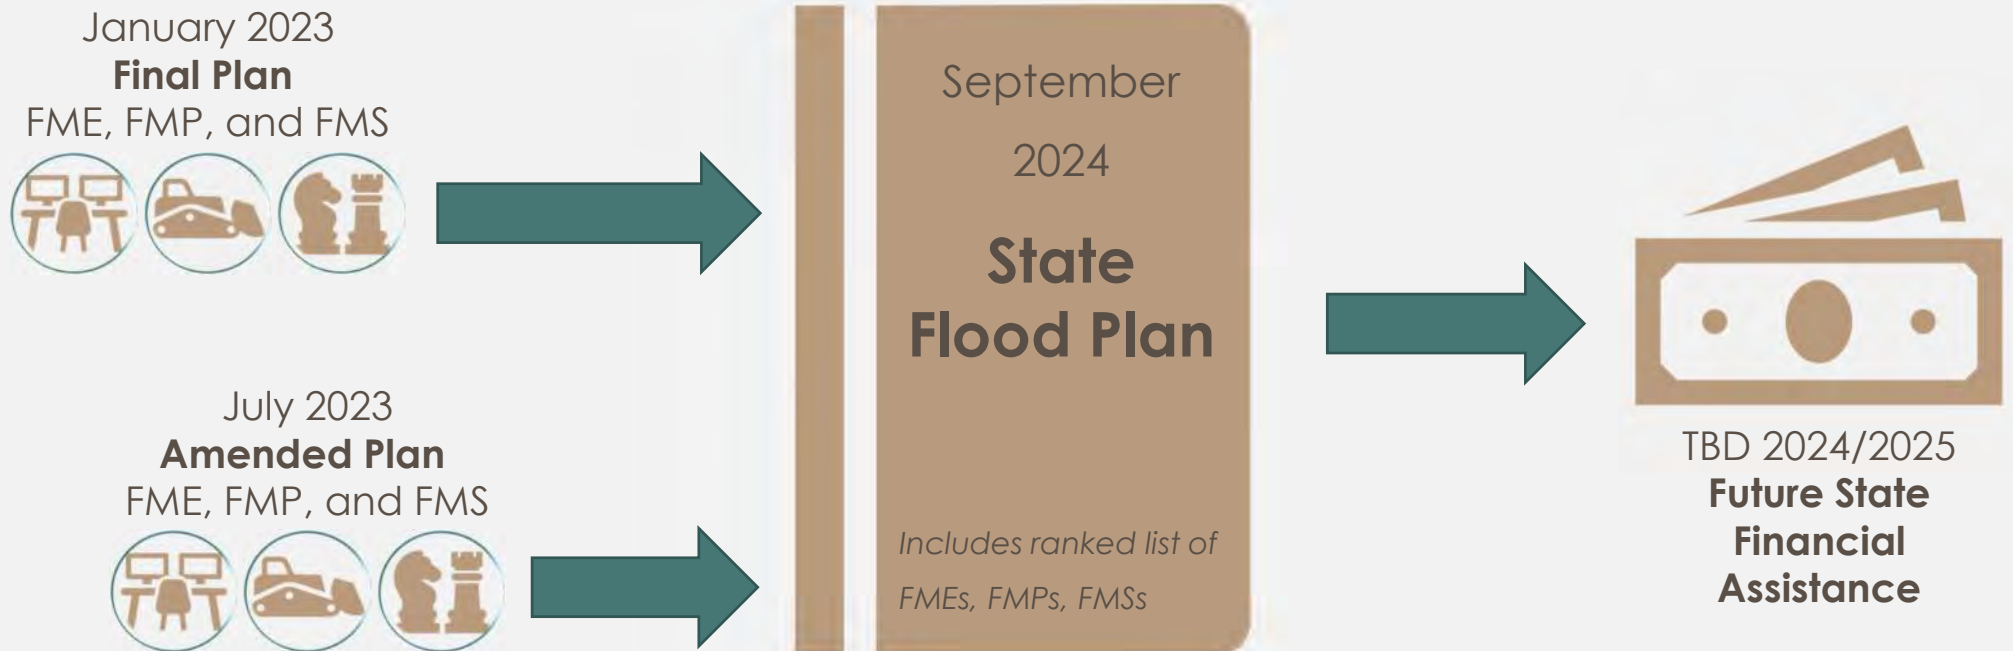 January 2023
Final Plan
FME, FMP, and FMS
July 2023
Amended Plan
FME, FMP, and FMS
September
2024
State
Flood Plan
Includes ranked list of
FMEs, FMPs, FMSs
TBD 2024/2025
Future State
Financial
Assistance